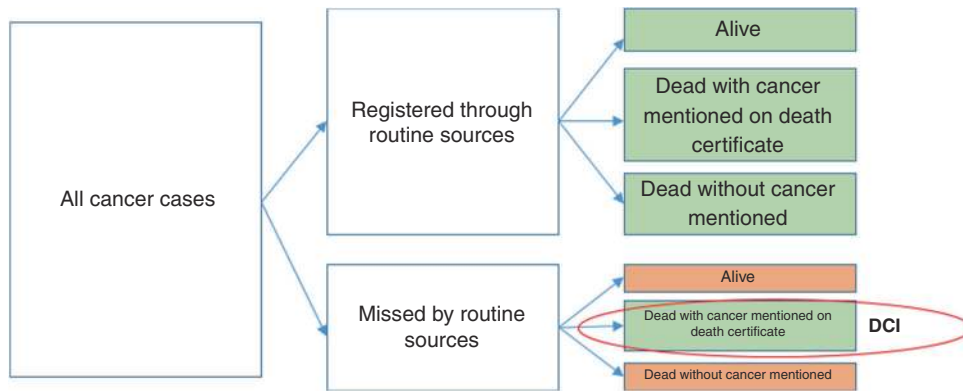 All cancer cases
Registered through
routine sources
Alive
Dead with cancer
mentioned on death
certificate
Dead without cancer
mentioned
Missed by routine
sources
Alive
Dead with cancer mentioned on
death certificate
DCI
Dead without cancer mentioned